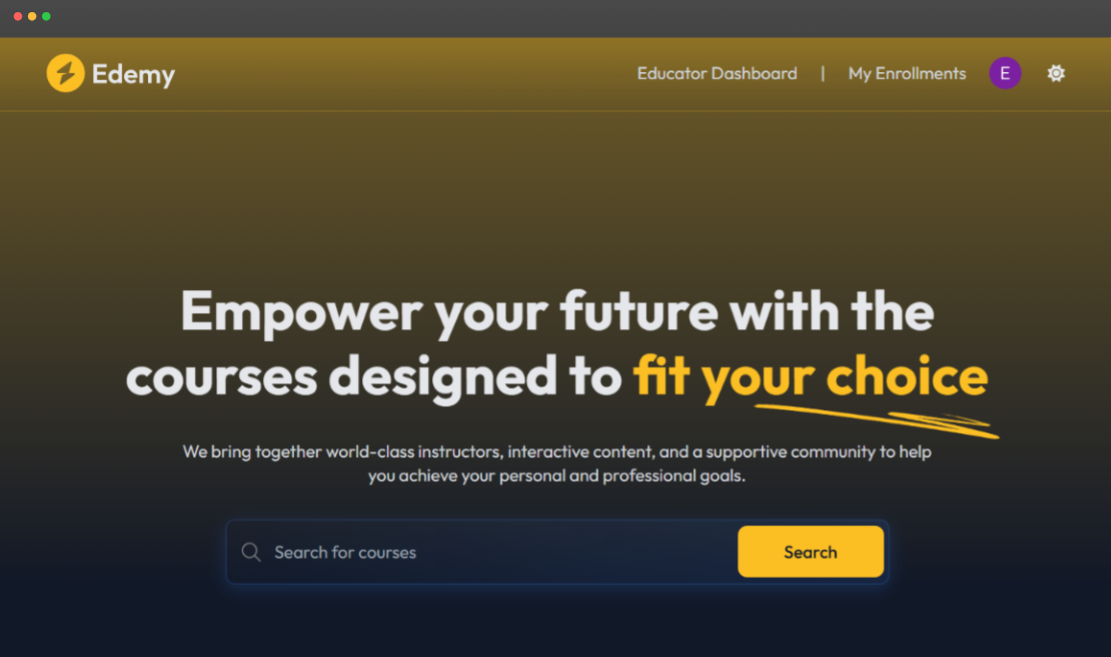 Edemy
Educator Dashboard | My Enrollments E
Empower your future with the
courses designed to fit your choice
We bring together world-class instructors, interactive content, and a supportive community to help
you achieve your personal and professional goals.
Search for courses
Search